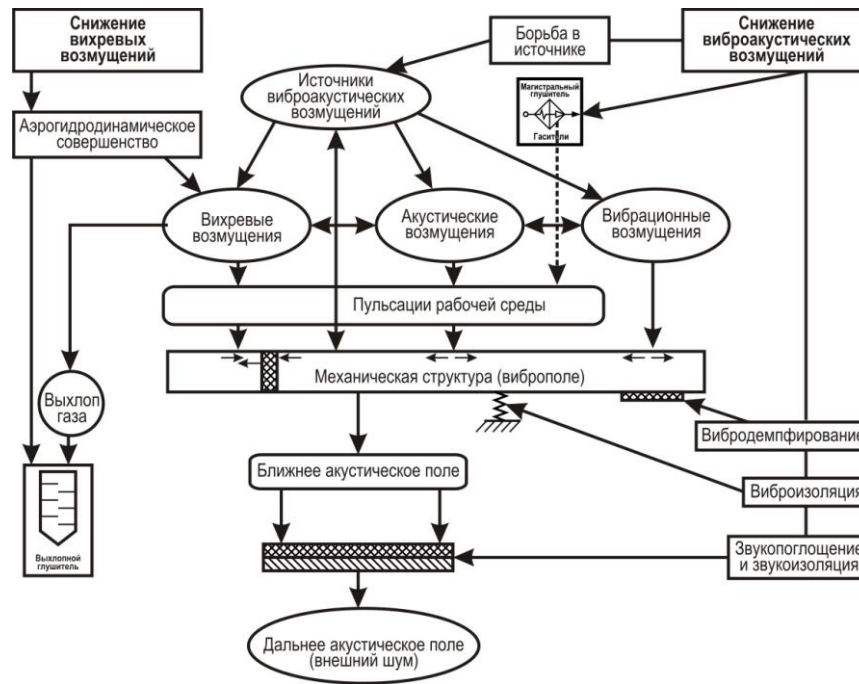 Снижение
вихревых
возмущений
Борьба в
источнике
Снижение
виброакустических
возмущений
Источники
виброакустических
возмущений
Магистральный
глушитель
Гасители
Аэрогидродинамическое
совершенство
Вихревые
возмущения
Акустические
возмущения
Вибрационные
возмущения
Пульсации рабочей среды
Механическая структура (виброполе)
Выхлоп
газа
Вибродемпфирование
Ближнее акустическое поле
Виброизоляция
Выхлопной
глушитель
Звукопоглощение
и звукоизоляция
Дальнее акустическое поле
(внешний шум)